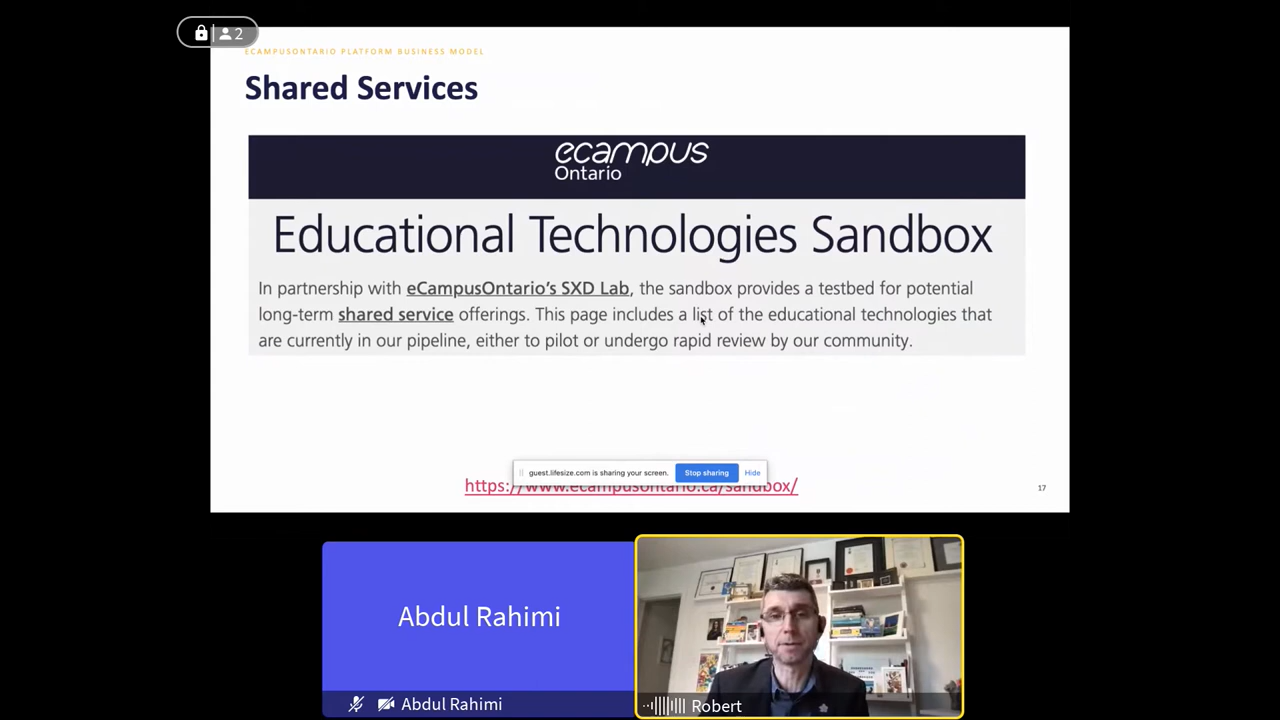 2
ECAMPUSONTARIO PLATFORM BUSINESS MODEL
Shared Services
ecampus
Ontario
Educational Technologies Sandbox
In partnership with eCampusOntario's SXD Lab, the sandbox provides a testbed for potential
long-term shared service offerings. This page includes a list of the educational technologies that
are currently in our pipeline, either to pilot or undergo rapid review by our community.
guest.lifesize.com is sharing your screen. Stop sharing Hide
https://www.ecampusontario.ca/sandbox/
17
Abdul Rahimi
Abdul Rahimi
Robert